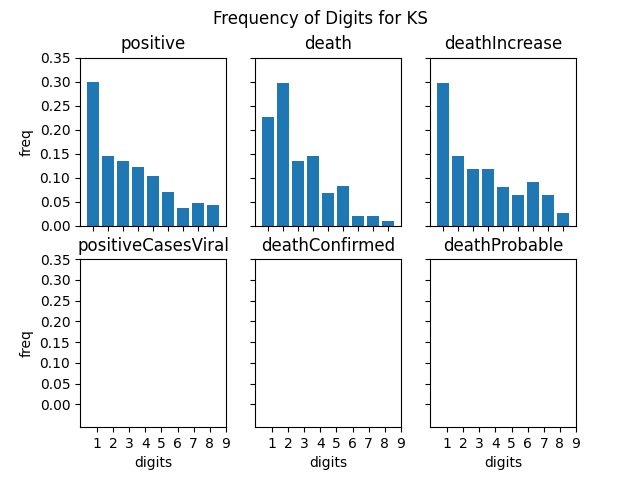 Frequency of Digits for KS
positive death deathIncrease
0.35
0.30
0.25
0.20
0.15
0.10
0.05
0.00
freq
positiveCasesViral deathConfirmed deathProbable
0.35
0.30
0.25
0.20
0.15
0.10
0.05
0.00
freq
1 2 3 4 5 6 7 8 9 1 2 3 4 5 6 7 8 9 1 2 3 4 5 6 7 8 9
digits digits digits